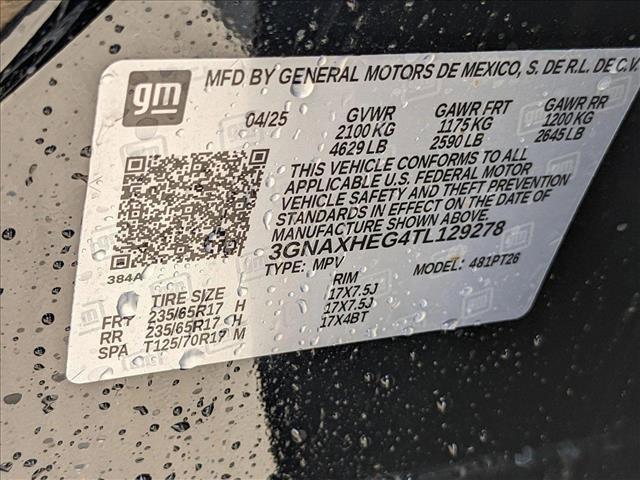 gm
MFD BY GENERAL MOTORS DE MEXICO, S. DE R.L. DE C.V.
04/25 GVWR GAWR FRT GAWR RR
2100 KG 1175 KG 1200 KG
4629 LB 2590 LB 2645 LB
THIS VEHICLE CONFORMS TO ALL
APPLICABLE U.S. FEDERAL MOTOR
VEHICLE SAFETY AND THEFT PREVENTION
STANDARDS IN EFFECT ON THE DATE OF
MANUFACTURE SHOWN ABOVE.
3GNAXHEG4TL129278
TYPE: MPV MODEL: 481PT26
384A
TIRE SIZE RIM
FRT 235/65R17 H 17X7.5J
RR 235/65R17 H 17X7.5J
SPA T125/70R17 M 17X4BT